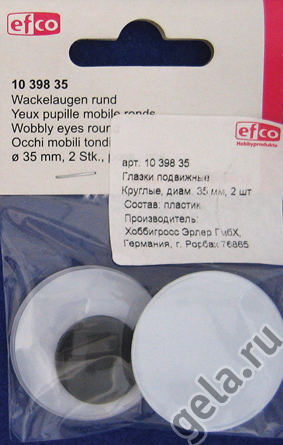 efco
10 398 35
Wackelaugen rund
Yeux pupille mobile ronds
Wobbly eyes round
Occhi mobili tondi
ø 35 mm, 2 Stk.,
efco
Hobbyprodukte
арт. 10 398 35
Глазки подвижные
Круглые, диам. 35 мм, 2 шт
Состав: пластик
Производитель:
Хоббигросс Эрлер ГмбХ,
Германия, г. Рорбах 76865
gela.ru